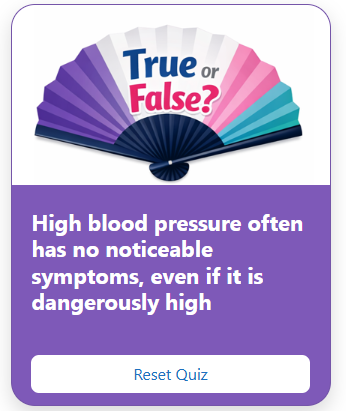 True or
False?
High blood pressure often
has no noticeable
symptoms, even if it is
dangerously high
Reset Quiz